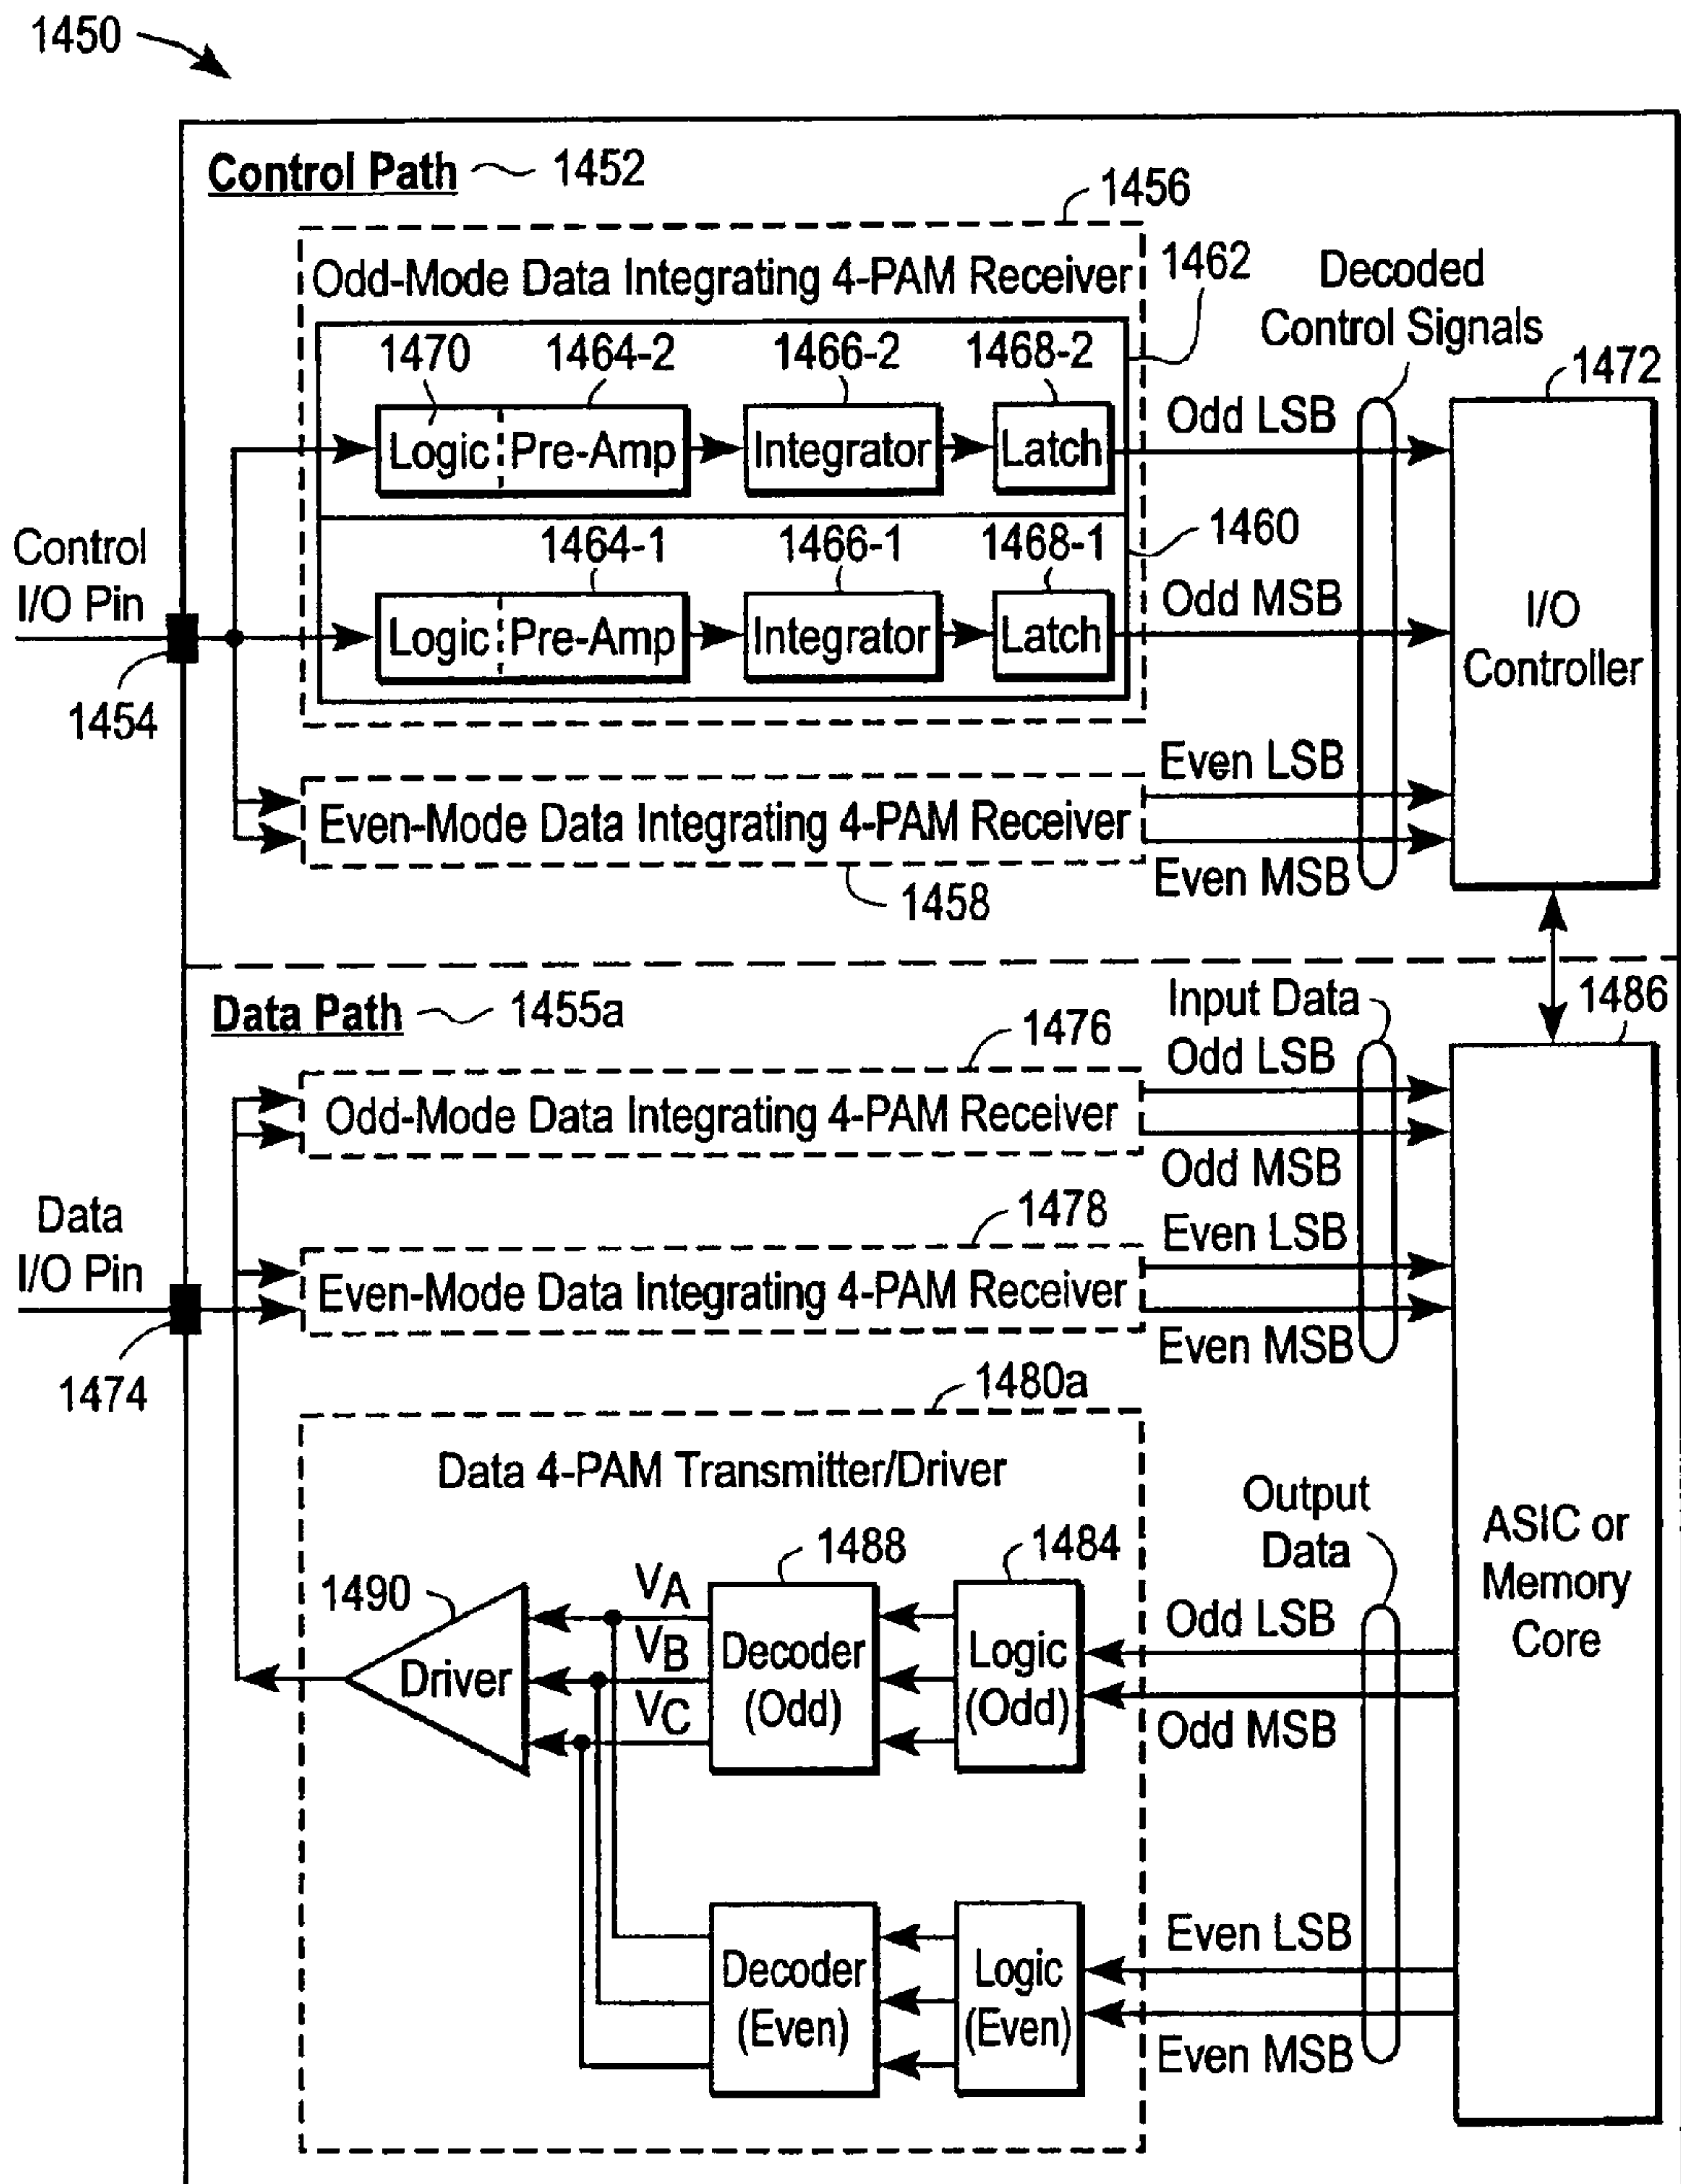 1450
Control Path 1452
1456
Odd-Mode Data Integrating 4-PAM Receiver
1462
Decoded
Control Signals
1470
1464-2
1466-2
1468-2
1472
Logic
Pre-Amp
Integrator
Latch
Odd LSB
1464-1
1466-1
1468-1
1460
Control
I/O Pin
Logic
Pre-Amp
Integrator
Latch
Odd MSB
I/O
Controller
1454
Even LSB
Even-Mode Data Integrating 4-PAM Receiver
Even MSB
1458
Data Path 1455a
1476
Input Data
1486
Odd LSB
Odd-Mode Data Integrating 4-PAM Receiver
Odd MSB
Data
I/O Pin
1478
Even LSB
Even-Mode Data Integrating 4-PAM Receiver
Even MSB
1474
1480a
Data 4-PAM Transmitter/Driver
Output
Data
ASIC or
Memory
Core
1490
VA
VB
VC
1488
1484
Driver
Decoder
(Odd)
Logic
(Odd)
Odd LSB
Odd MSB
Decoder
(Even)
Logic
(Even)
Even LSB
Even MSB